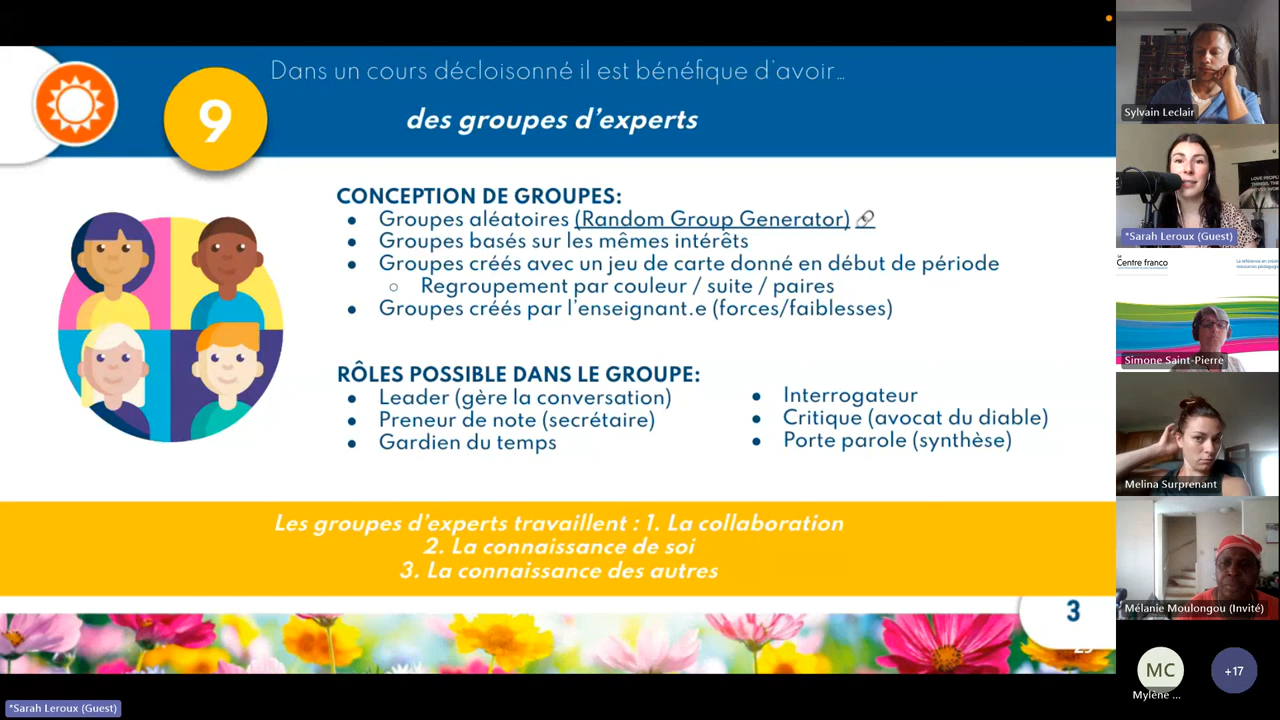 Dans un cours décloisonné il est bénéfique d'avoir...
9
des groupes d'experts
CONCEPTION DE GROUPES:
Groupes aléatoires (Random Group Generator)
Groupes basés sur les mêmes intérêts
Groupes créés avec un jeu de carte donné en début de période
Regroupement par couleur / suite / paires
Groupes créés par l'enseignant.e (forces/faiblesses)
RÔLES POSSIBLE DANS LE GROUPE:
Leader (gère la conversation)
Preneur de note (secrétaire)
Gardien du temps
Interrogateur
Critique (avocat du diable)
Porte parole (synthèse)
Les groupes d'experts travaillent : 1. La collaboration
2. La connaissance de soi
3. La connaissance des autres
3
Sylvain Leclair
LOVE PEOPLE
*Sarah Leroux (Guest)
Le Centre franco
Simone Saint-Pierre
Melina Surprenant
Mélanie Moulongou (Invité)
MC
Mylène ...
+17
*Sarah Leroux (Guest)